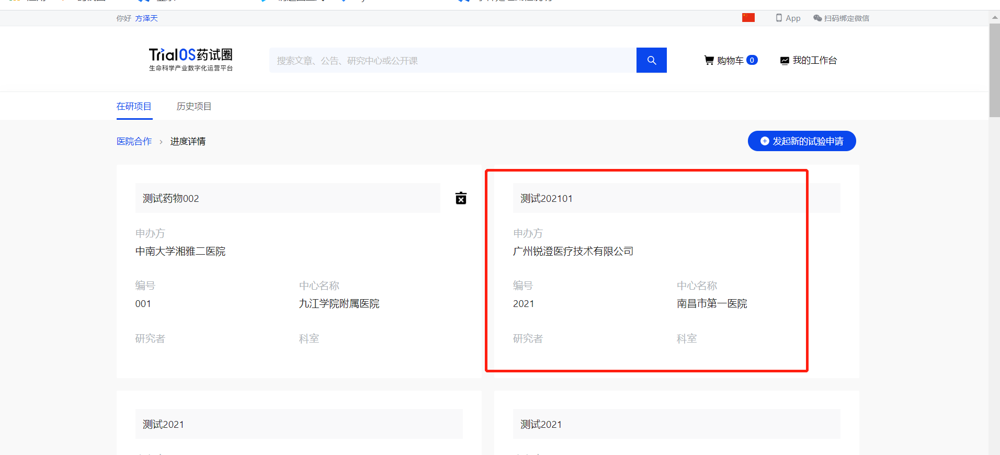 你好 方泽天
App 扫码绑定微信
TrialOS药试圈
生命科学产业数字化运营平台
搜索文章、公告、研究中心或公开课
购物车 0
我的工作台
在研项目 历史项目
医院合作 › 进度详情
发起新的试验申请
测试药物002
申办方
中南大学湘雅二医院
编号 中心名称
001 九江学院附属医院
研究者 科室
测试202101
申办方
广州锐澄医疗技术有限公司
编号 中心名称
2021 南昌市第一医院
研究者 科室
测试2021
测试2021